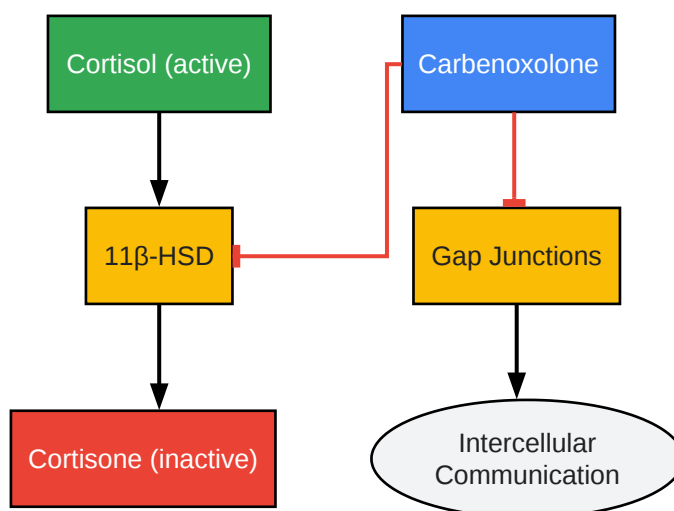 Cortisol (active)
Carbenoxolone
11β-HSD
Gap Junctions
Cortisone (inactive)
Intercellular
Communication